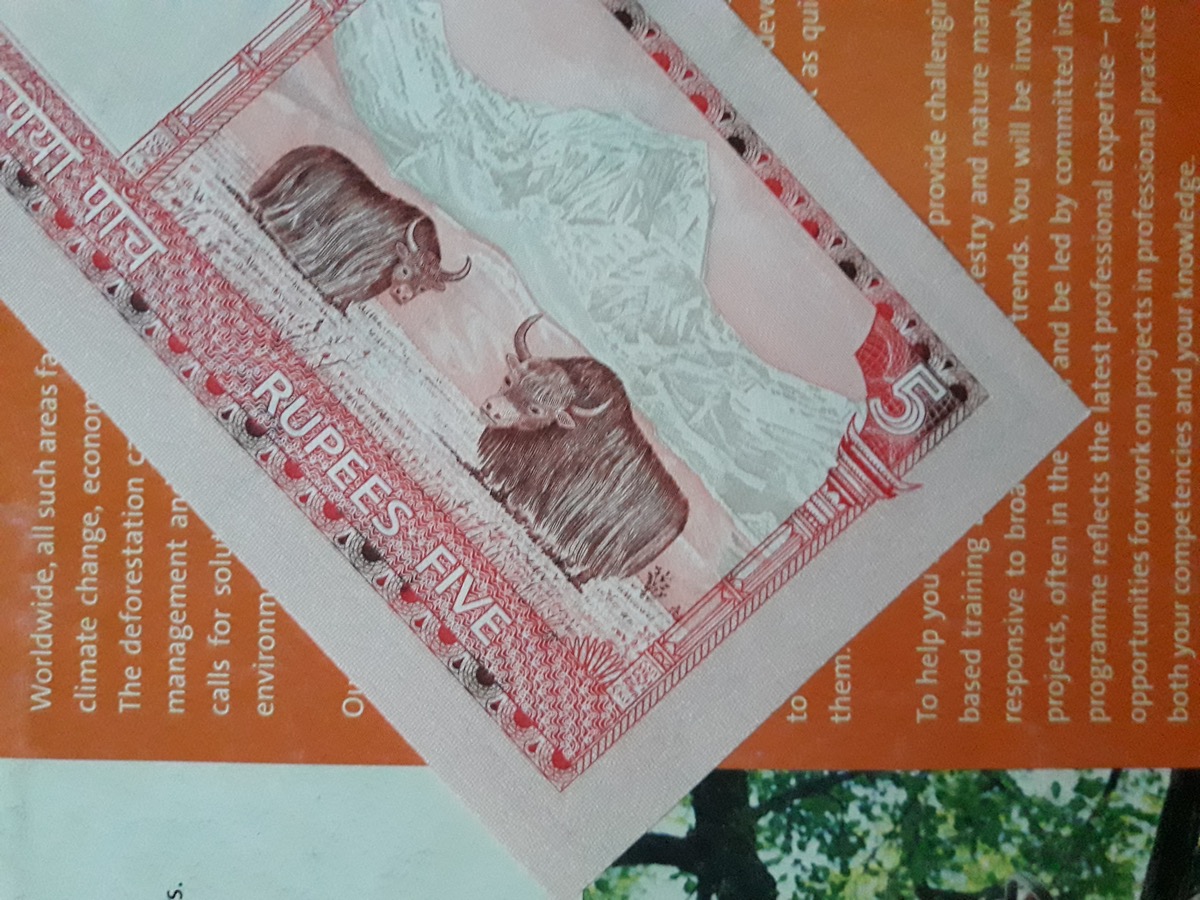 s.
Worldwide, all such areas fa
climate change, econom
The deforestation ca
management an
calls for solut
environm
Ou
deve
to
as qui
them.
To help you provide challengin
based training estry and nature man
responsive to broa trends. You will be involv
projects, often in the and be led by committed ins
programme reflects the latest professional expertise – pr
opportunities for work on projects in professional practice
both your competencies and your knowledge.
RUPEES FIVE
पाँच रुपैयाँ
5